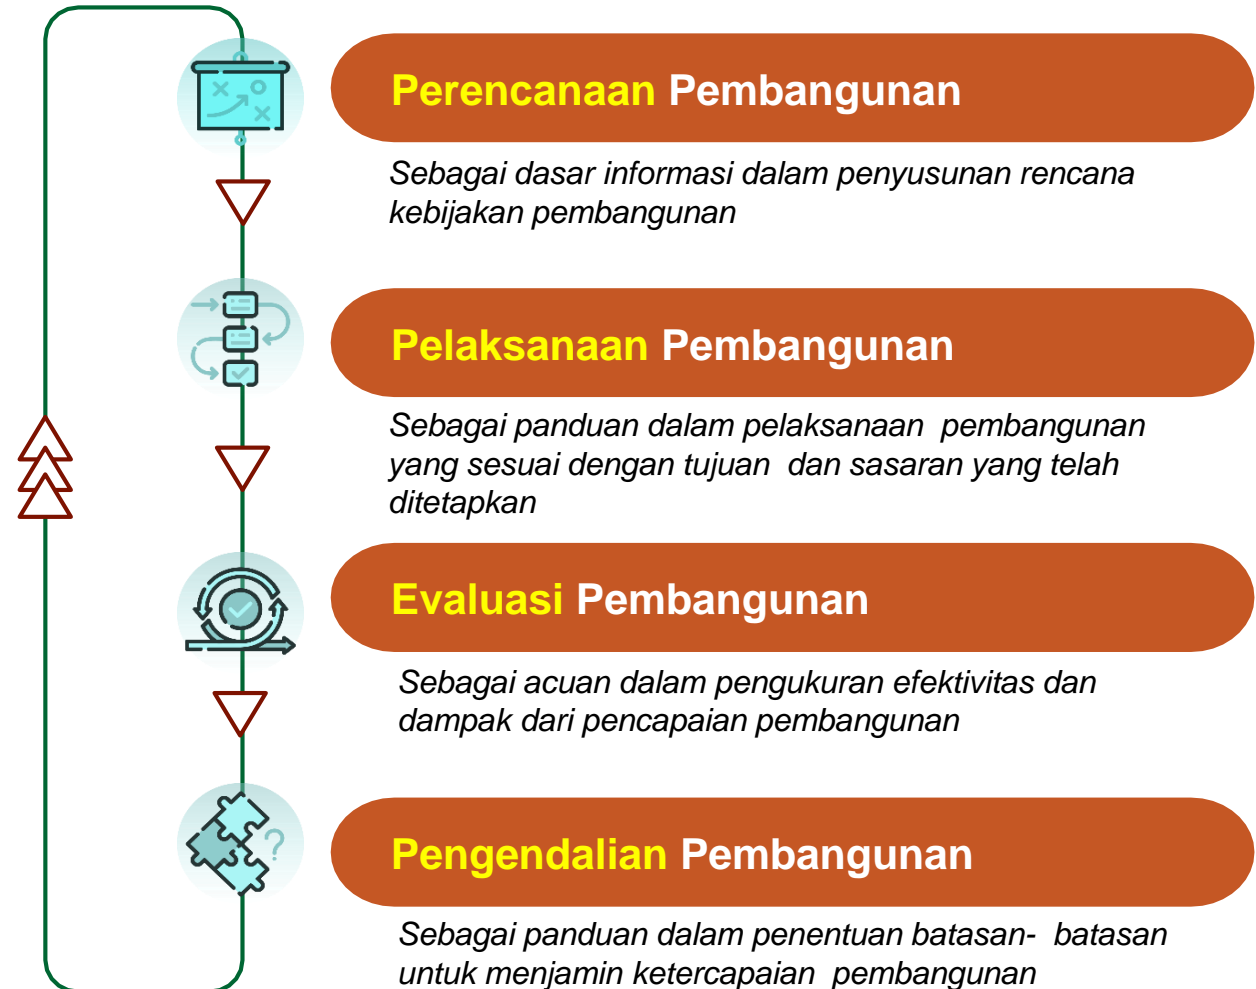 Perencanaan Pembangunan
Sebagai dasar informasi dalam penyusunan rencana
kebijakan pembangunan
Pelaksanaan Pembangunan
Sebagai panduan dalam pelaksanaan pembangunan
yang sesuai dengan tujuan dan sasaran yang telah
ditetapkan
Evaluasi Pembangunan
Sebagai acuan dalam pengukuran efektivitas dan
dampak dari pencapaian pembangunan
?
Pengendalian Pembangunan
Sebagai panduan dalam penentuan batasan- batasan
untuk menjamin ketercapaian pembangunan